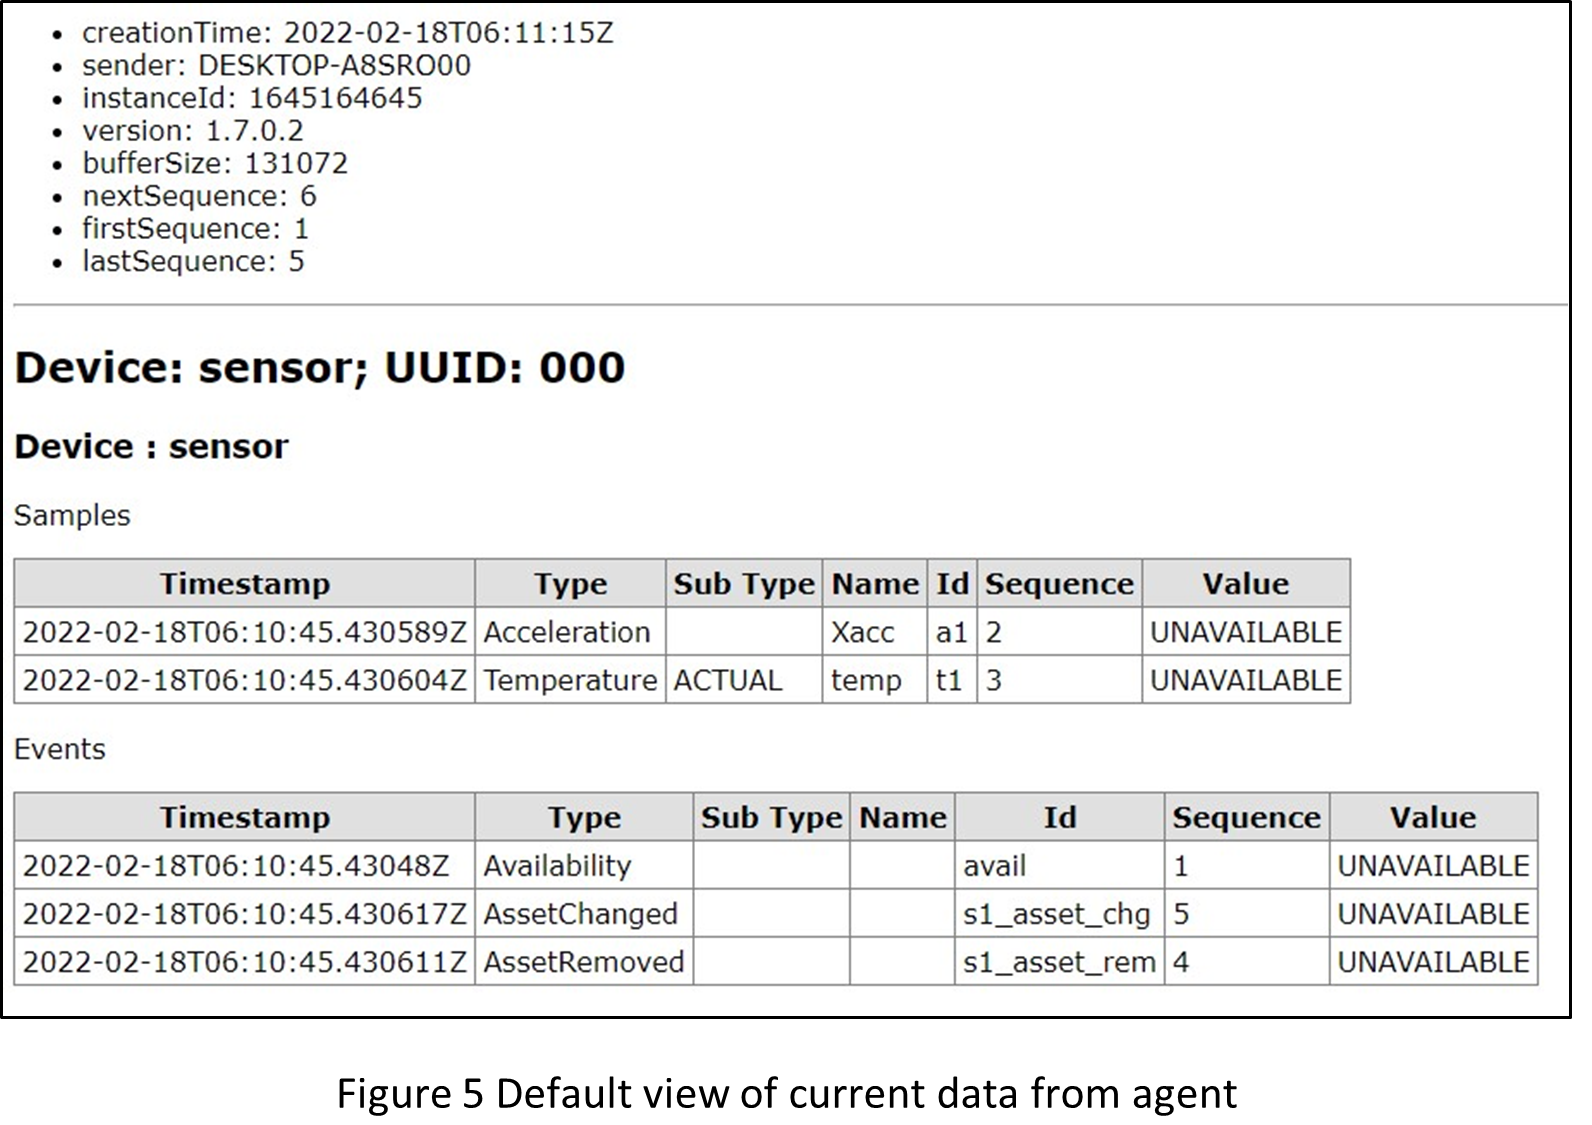 creationTime: 2022-02-18T06:11:15Z
sender: DESKTOP-A8SRO00
instanceId: 1645164645
version: 1.7.0.2
bufferSize: 131072
nextSequence: 6
firstSequence: 1
lastSequence: 5
Device: sensor; UUID: 000
Device : sensor
Samples
Timestamp Type Sub Type Name Id Sequence Value
2022-02-18T06:10:45.430589Z Acceleration Xacc a1 2 UNAVAILABLE
2022-02-18T06:10:45.430604Z Temperature ACTUAL temp t1 3 UNAVAILABLE
Events
Timestamp Type Sub Type Name Id Sequence Value
2022-02-18T06:10:45.43048Z Availability avail 1 UNAVAILABLE
2022-02-18T06:10:45.430617Z AssetChanged s1_asset_chg 5 UNAVAILABLE
2022-02-18T06:10:45.430611Z AssetRemoved s1_asset_rem 4 UNAVAILABLE
Figure 5 Default view of current data from agent